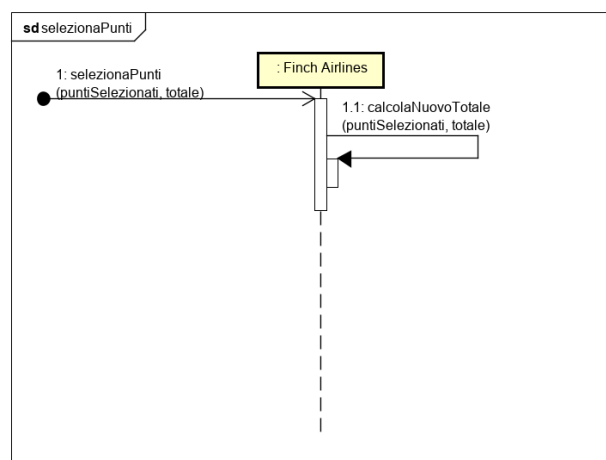 sd selezionaPunti
1: selezionaPunti
(puntiSelezionati, totale)
: Finch Airlines
1.1: calcolaNuovoTotale
(puntiSelezionati, totale)